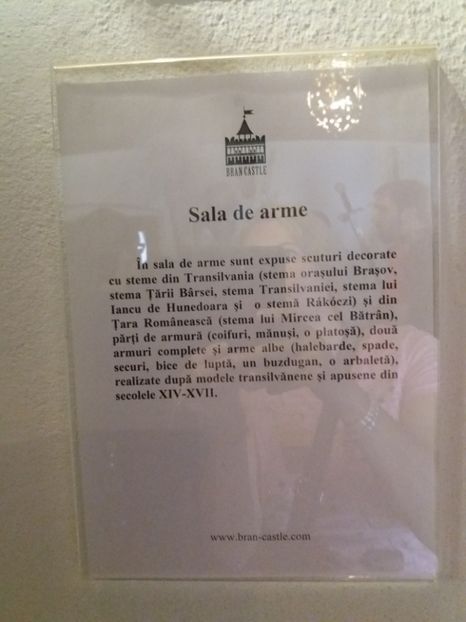 BRAN CASTLE
Sala de arme
În sala de arme sunt expuse scuturi decorate
cu steme din Transilvania (stema orașului Brașov,
stema Țării Bârsei, stema Transilvaniei, stema lui
Iancu de Hunedoara și o stemă Rákóczi) și din
Țara Românească (stema lui Mircea cel Bătrân),
părți de armură (coifuri, mănuși, o platoșă), două
armuri complete și arme albe (halebarde, spade,
securi, bice de luptă, un buzdugan, o arbaletă),
realizate după modele transilvănene și apusene din
secolele XIV-XVII.
www.bran-castle.com